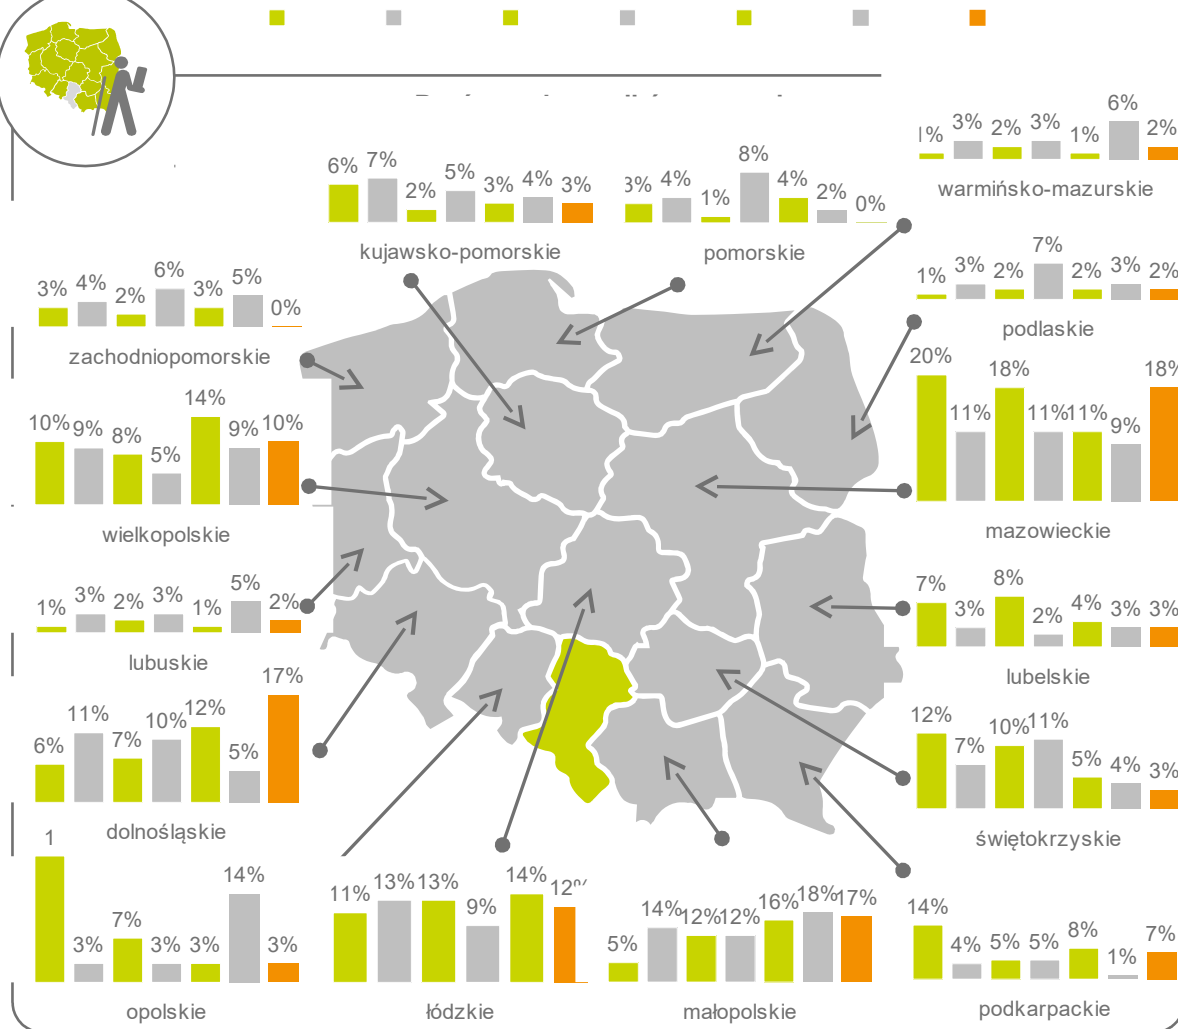 6% 7% 2% 5% 3% 4% 3%
kujawsko-pomorskie
3% 4% 1% 8% 4% 2% 0%
pomorskie
1% 3% 2% 3% 1% 6% 2%
warmińsko-mazurskie
3% 4% 2% 6% 3% 5% 0%
zachodniopomorskie
1% 3% 2% 7% 2% 3% 2%
podlaskie
10% 9% 8% 5% 14% 9% 10%
wielkopolskie
20% 11% 18% 11% 11% 9% 18%
mazowieckie
1% 3% 2% 3% 1% 5% 2%
lubuskie
7% 3% 8% 2% 4% 3% 3%
lubelskie
6% 11% 7% 10% 12% 5% 17%
dolnośląskie
12% 7% 10% 11% 5% 4% 3%
świętokrzyskie
1 3% 7% 3% 3% 14% 3%
opolskie
11% 13% 13% 9% 14% 12%
łódzkie
5% 14% 12% 12% 16% 18% 17%
małopolskie
14% 4% 5% 5% 8% 1% 7%
podkarpackie